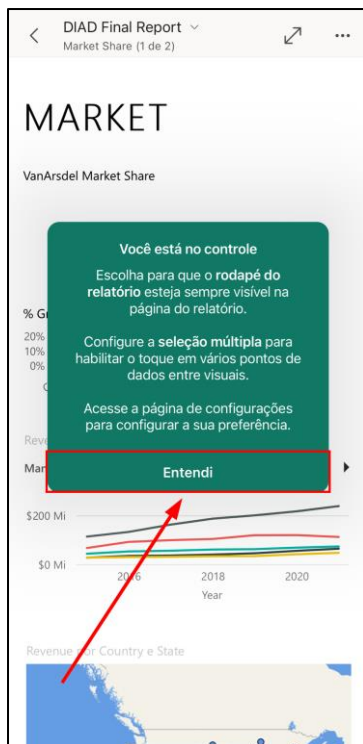 DIAD Final Report
Market Share (1 de 2)
MARKET
VanArsdel Market Share
Você está no controle
Escolha para que o rodapé do
relatório esteja sempre visível na
página do relatório.
Configure a seleção múltipla para
habilitar o toque em vários pontos de
dados entre visuais.
Acesse a página de configurações
para configurar a sua preferência.
Entendi
% G
20%
10%
0%
Reve
Man
$200 Mi
$0 Mi
2016 2018 2020
Year
Revenue por Country e State